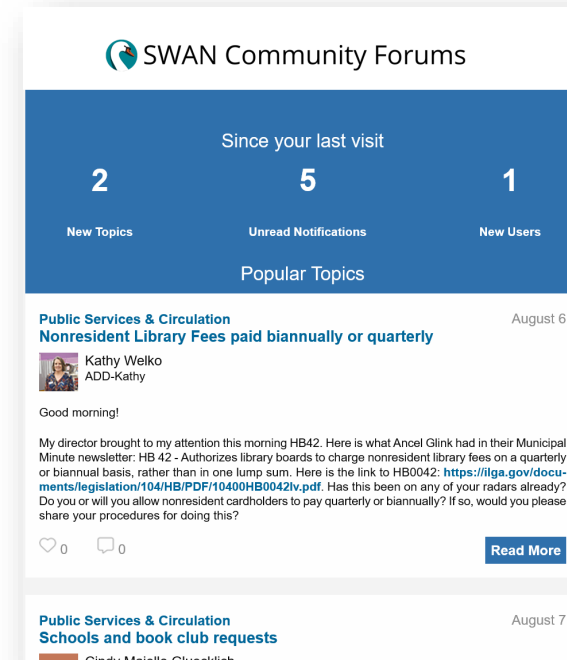 SWAN Community Forums
Since your last visit
2
5
1
New Topics
Unread Notifications
New Users
Popular Topics
Public Services & Circulation
August 6
Nonresident Library Fees paid biannually or quarterly
Kathy Welko
ADD-Kathy
Good morning!
My director brought to my attention this morning HB42. Here is what Ancel Glink had in their Municipal
Minute newsletter: HB 42 - Authorizes library boards to charge nonresident library fees on a quarterly
or biannual basis, rather than in one lump sum. Here is the link to HB0042: https://ilga.gov/docu-
ments/legislation/104/HB/PDF/10400HB0042lv.pdf. Has this been on any of your radars already?
Do you or will you allow nonresident cardholders to pay quarterly or biannually? If so, would you please
share your procedures for doing this?
0
0
Read More
Public Services & Circulation
August 7
Schools and book club requests
Cindy Maiello Gluecklich